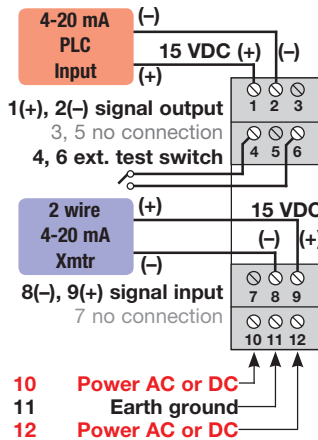 4-20 mA
PLC
Input
(–)
15 VDC (+) (–)
(+)
1 2 3
1(+), 2(–) signal output
3, 5 no connection
4, 6 ext. test switch
4 5 6
2 wire
4-20 mA
Xmtr
(+)
15 VDC
(–) (+)
(–)
8(–), 9(+) signal input
7 no connection
7 8 9
10 11 12
10 Power AC or DC
11 Earth ground
12 Power AC or DC